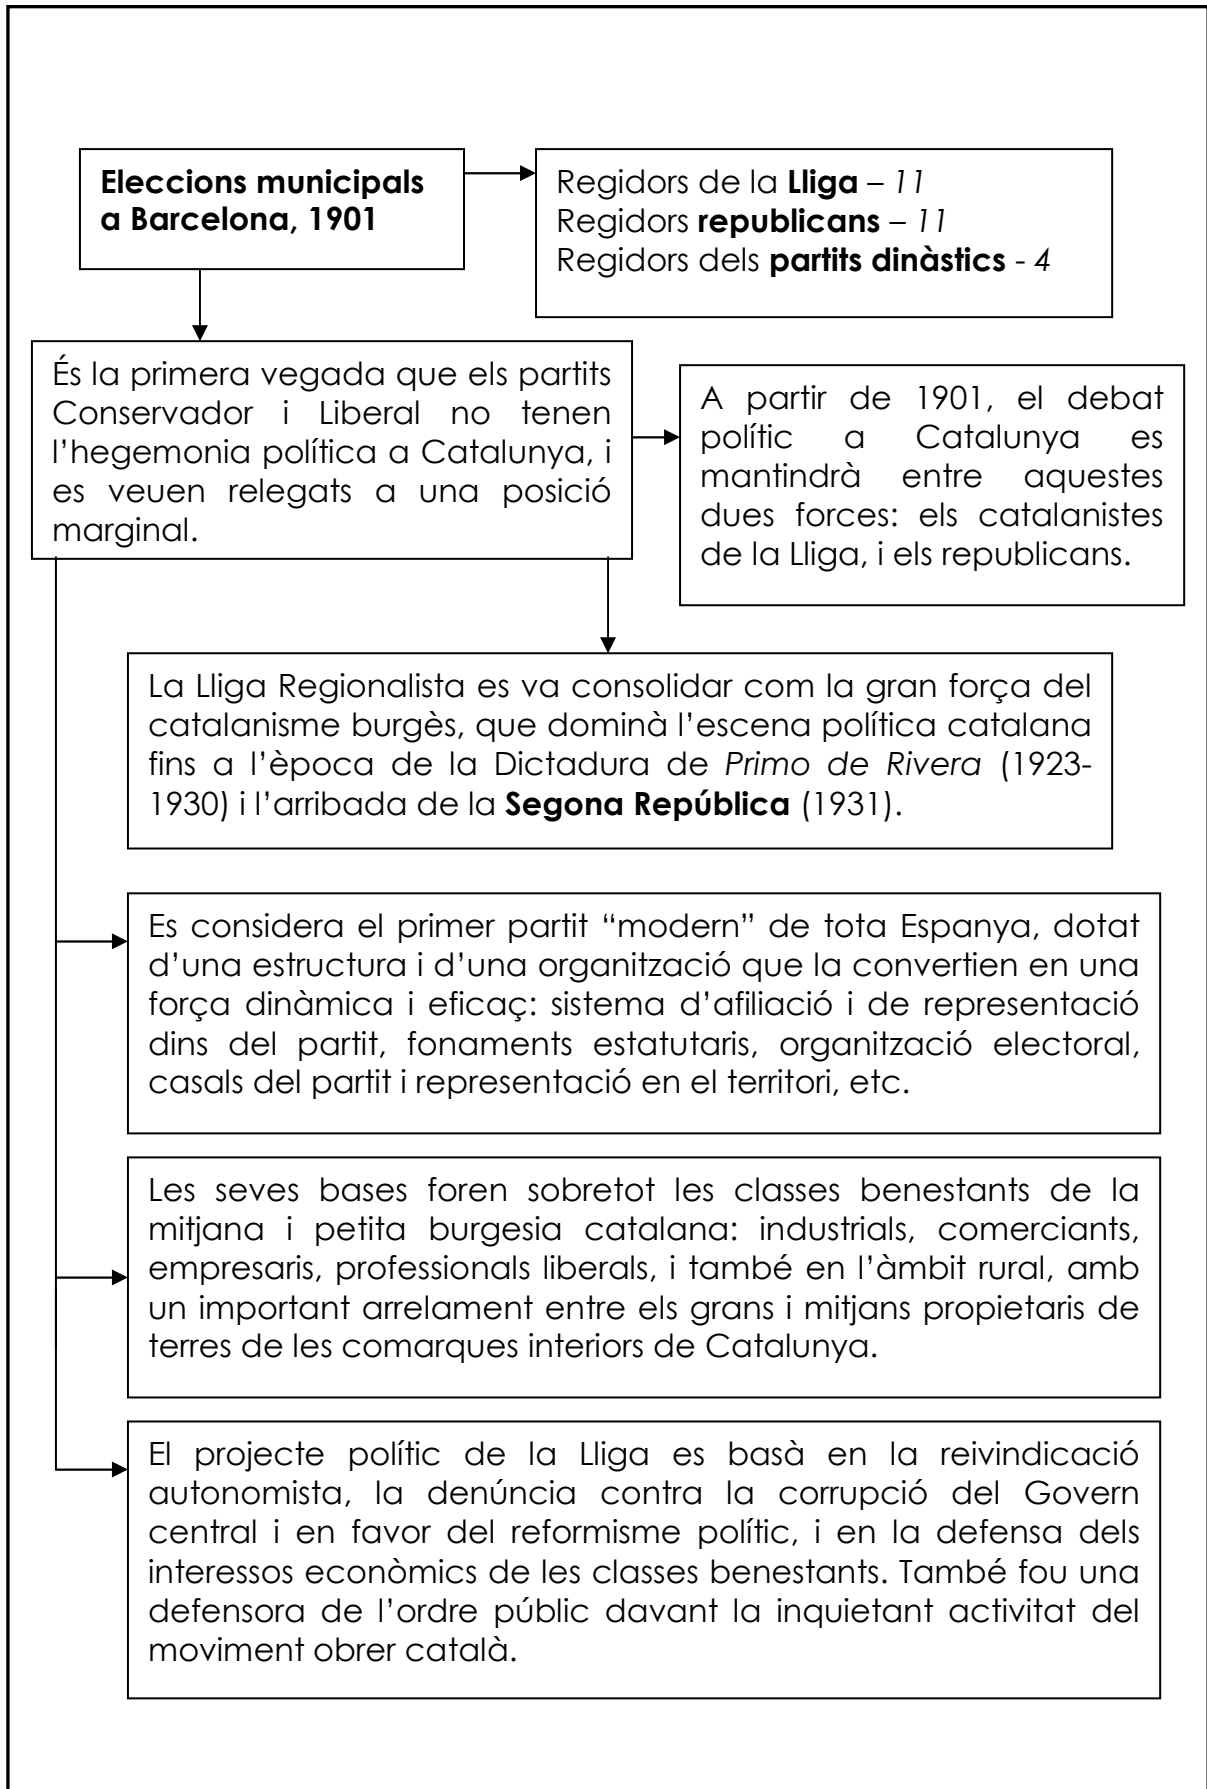 Eleccions municipals
a Barcelona, 1901
Regidors de la Lliga – 11
Regidors republicans – 11
Regidors dels partits dinàstics - 4
És la primera vegada que els partits
Conservador i Liberal no tenen
l’hegemonia política a Catalunya, i
es veuen relegats a una posició
marginal.
A partir de 1901, el debat
polític a Catalunya es
mantindrà entre aquestes
dues forces: els catalanistes
de la Lliga, i els republicans.
La Lliga Regionalista es va consolidar com la gran força del
catalanisme burgès, que dominà l’escena política catalana
fins a l’època de la Dictadura de Primo de Rivera (1923-
1930) i l’arribada de la Segona República (1931).
Es considera el primer partit “modern” de tota Espanya, dotat
d’una estructura i d’una organització que la convertien en una
força dinàmica i eficaç: sistema d’afiliació i de representació
dins del partit, fonaments estatutaris, organització electoral,
casals del partit i representació en el territori, etc.
Les seves bases foren sobretot les classes benestants de la
mitjana i petita burgesia catalana: industrials, comerciants,
empresaris, professionals liberals, i també en l’àmbit rural, amb
un important arrelament entre els grans i mitjans propietaris de
terres de les comarques interiors de Catalunya.
El projecte polític de la Lliga es basà en la reivindicació
autonomista, la denúncia contra la corrupció del Govern
central i en favor del reformisme polític, i en la defensa dels
interessos econòmics de les classes benestants. També fou una
defensora de l’ordre públic davant la inquietant activitat del
moviment obrer català.